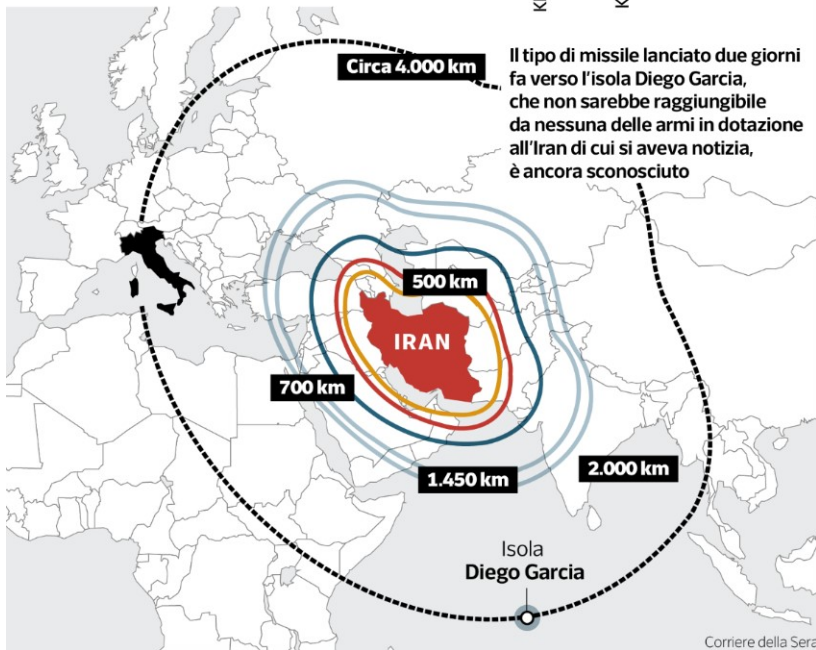 Circa 4.000 km
Il tipo di missile lanciato due giorni
fa verso l'isola Diego Garcia,
che non sarebbe raggiungibile
da nessuna delle armi in dotazione
all'Iran di cui si aveva notizia,
è ancora sconosciuto
500 km
IRAN
700 km
1.450 km
2.000 km
Isola
Diego Garcia
Corriere della Sera